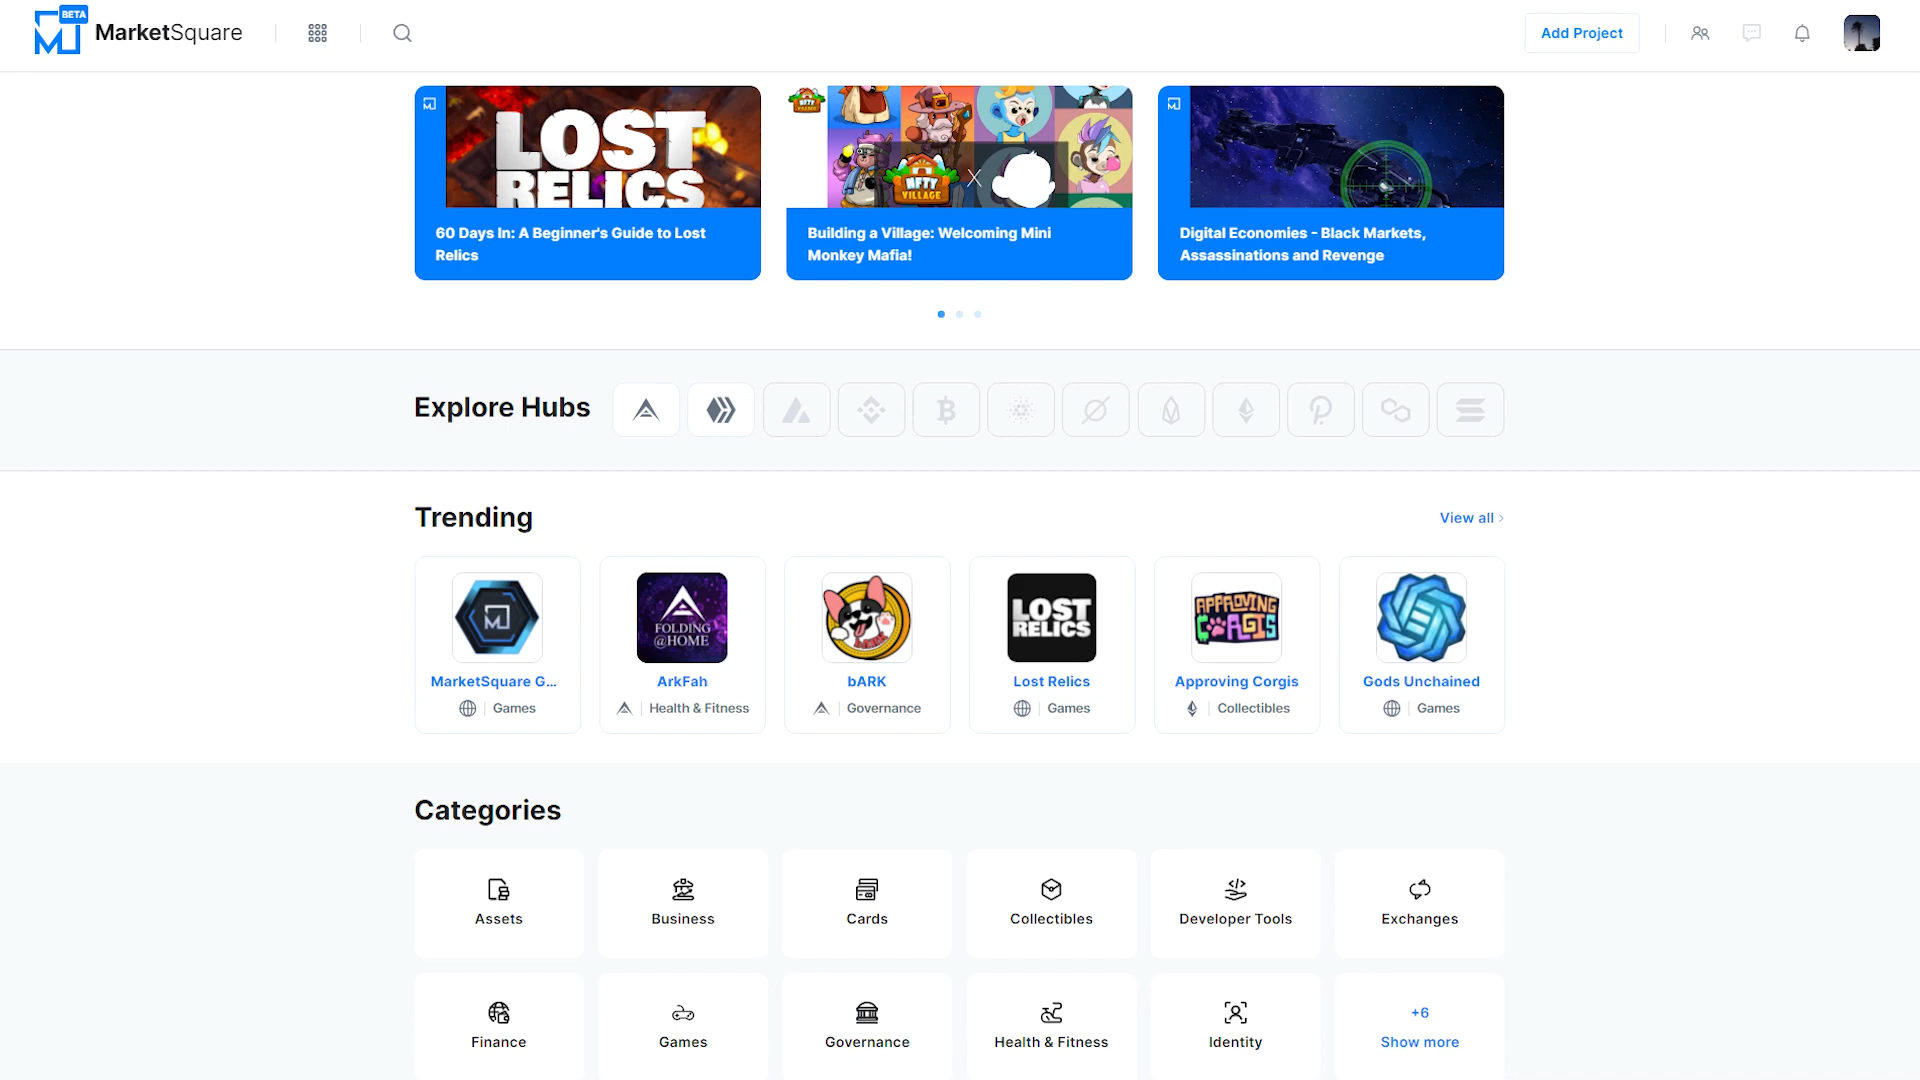 BETA
MarketSquare
Add Project
LOST
RELICS
NFTY
VILLAGE
X
60 Days In: A Beginner's Guide to Lost
Relics
Building a Village: Welcoming Mini
Monkey Mafia!
Digital Economies - Black Markets,
Assassinations and Revenge
Explore Hubs
Trending
View all
FOLDING
@HOME
LOST
RELICS
APPROVING
CORGIS
MarketSquare G...
Games
ArkFah
Health & Fitness
bARK
Governance
Lost Relics
Games
Approving Corgis
Collectibles
Gods Unchained
Games
Categories
Assets
Business
Cards
Collectibles
Developer Tools
Exchanges
Finance
Games
Governance
Health & Fitness
Identity
+6
Show more